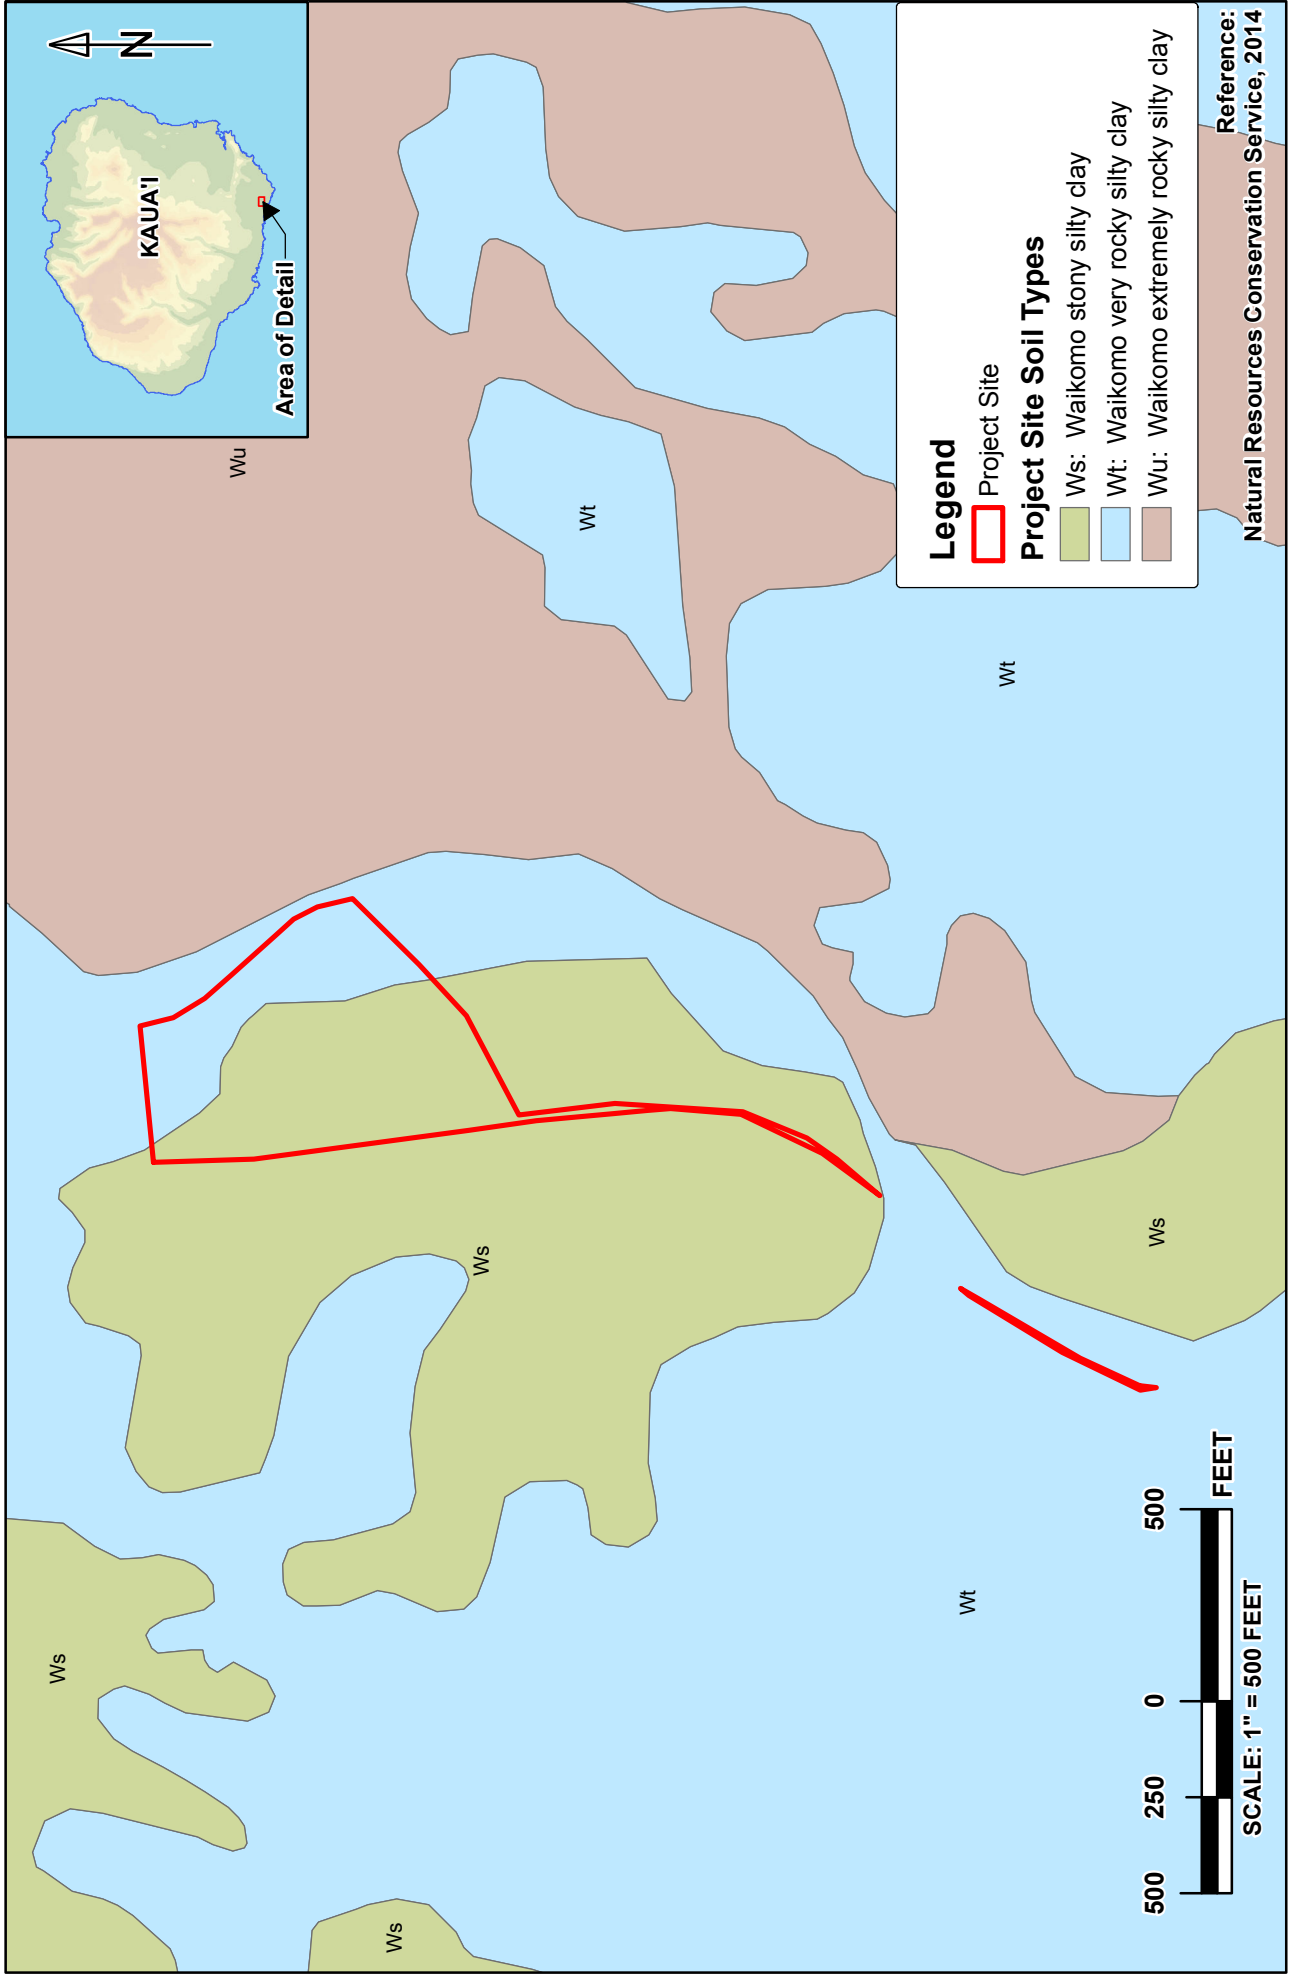 N
KAUA'I
Area of Detail
Wu
Wt
Wt
Ws
Ws
Ws
Ws
Wt
Legend
Project Site
Project Site Soil Types
Ws: Waikomo stony silty clay
Wt: Waikomo very rocky silty clay
Wu: Waikomo extremely rocky silty clay
Reference:
Natural Resources Conservation Service, 2014
500 250 0 500
FEET
SCALE: 1" = 500 FEET